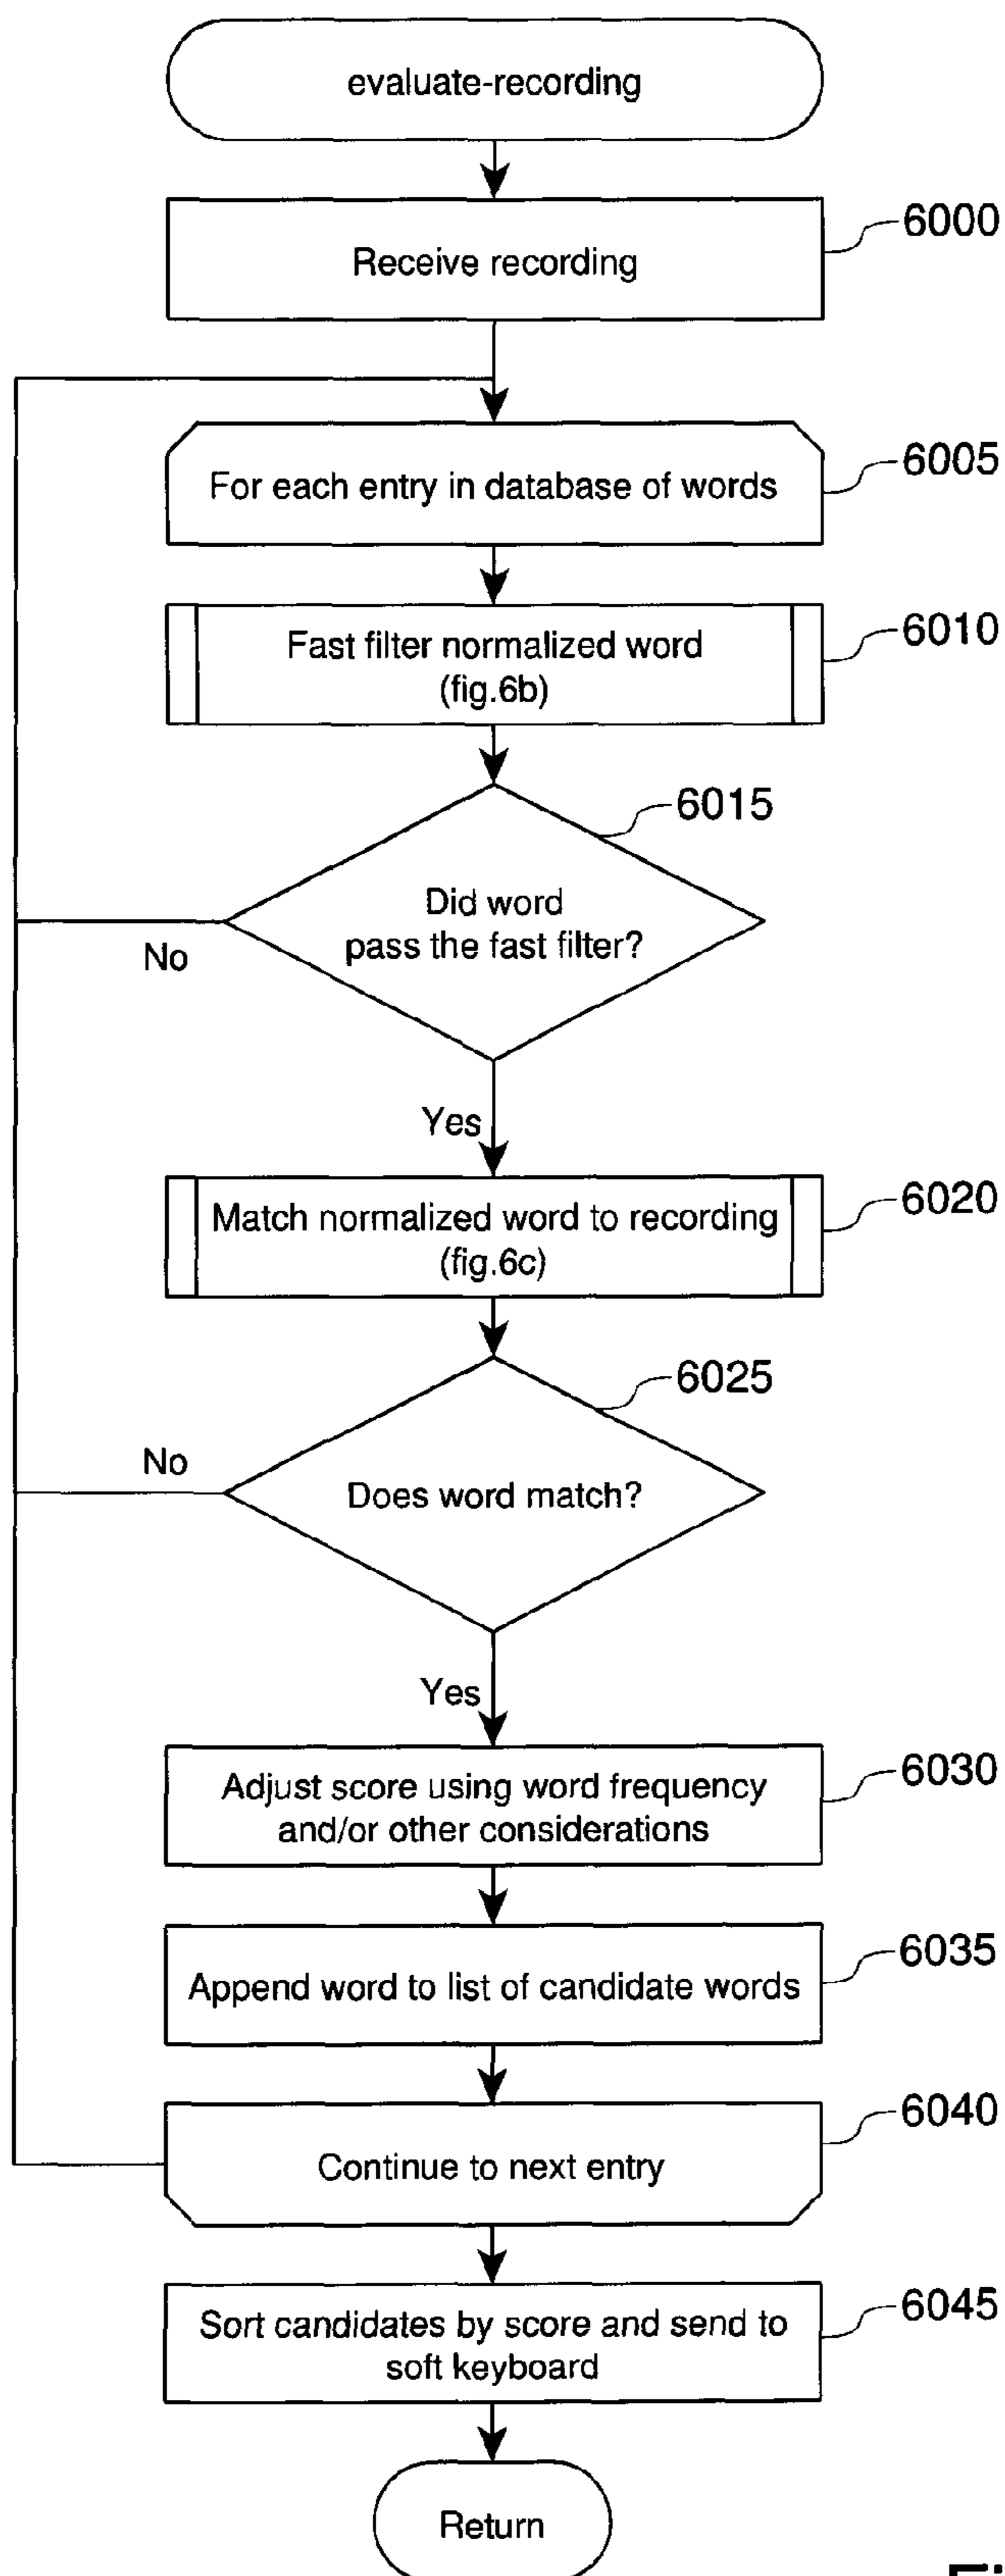 evaluate-recording
Receive recording
6000
For each entry in database of words
6005
Fast filter normalized word
(fig.6b)
6010
6015
Did word
pass the fast filter?
No
Yes
Match normalized word to recording
(fig.6c)
6020
6025
No
Does word match?
Yes
Adjust score using word frequency
and/or other considerations
6030
Append word to list of candidate words
6035
Continue to next entry
6040
Sort candidates by score and send to
soft keyboard
6045
Return